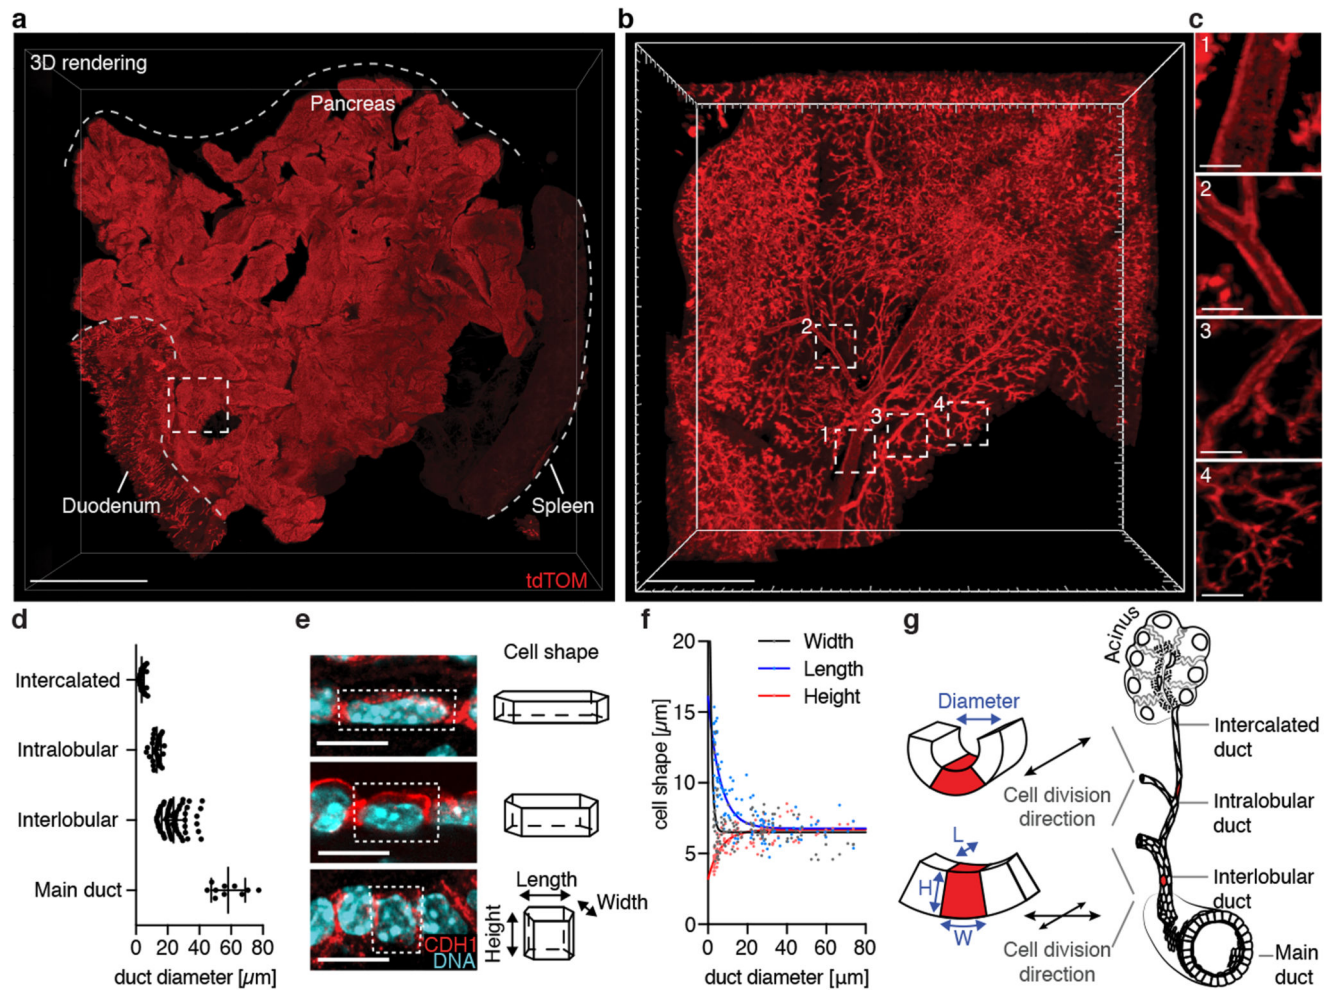 a
3D rendering
Pancreas
Duodenum
Spleen
tdTOM
b
2
3
4
1
c
1
2
3
4
d
Intercalated
Intralobular
Interlobular
Main duct
0 20 40 60 80
duct diameter [µm]
e
Cell shape
Length
Width
Height
CDH1
DNA
f
20
15
10
5
0
cell shape [µm]
Width
Length
Height
0 20 40 60 80
duct diameter [µm]
g
Acinus
Diameter
Cell division
direction
L
H
W
Cell division
direction
Intercalated
duct
Intralobular
duct
Interlobular
duct
Main
duct